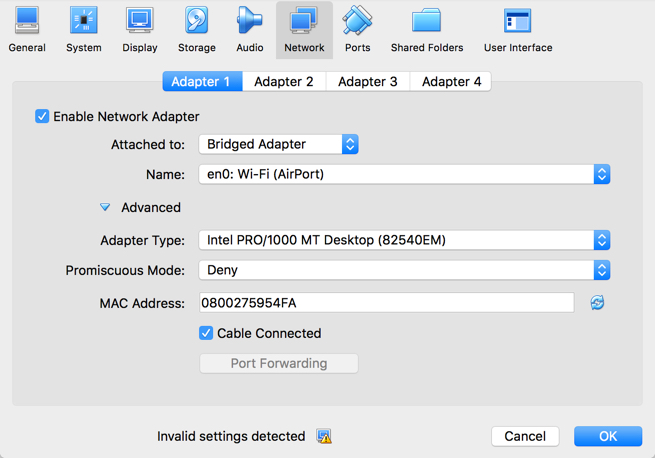 General System Display Storage Audio Network Ports Shared Folders User Interface
Adapter 1 Adapter 2 Adapter 3 Adapter 4
Enable Network Adapter
Attached to: Bridged Adapter
Name: en0: Wi-Fi (AirPort)
Advanced
Adapter Type: Intel PRO/1000 MT Desktop (82540EM)
Promiscuous Mode: Deny
MAC Address: 0800275954FA
Cable Connected
Port Forwarding
Invalid settings detected Cancel OK